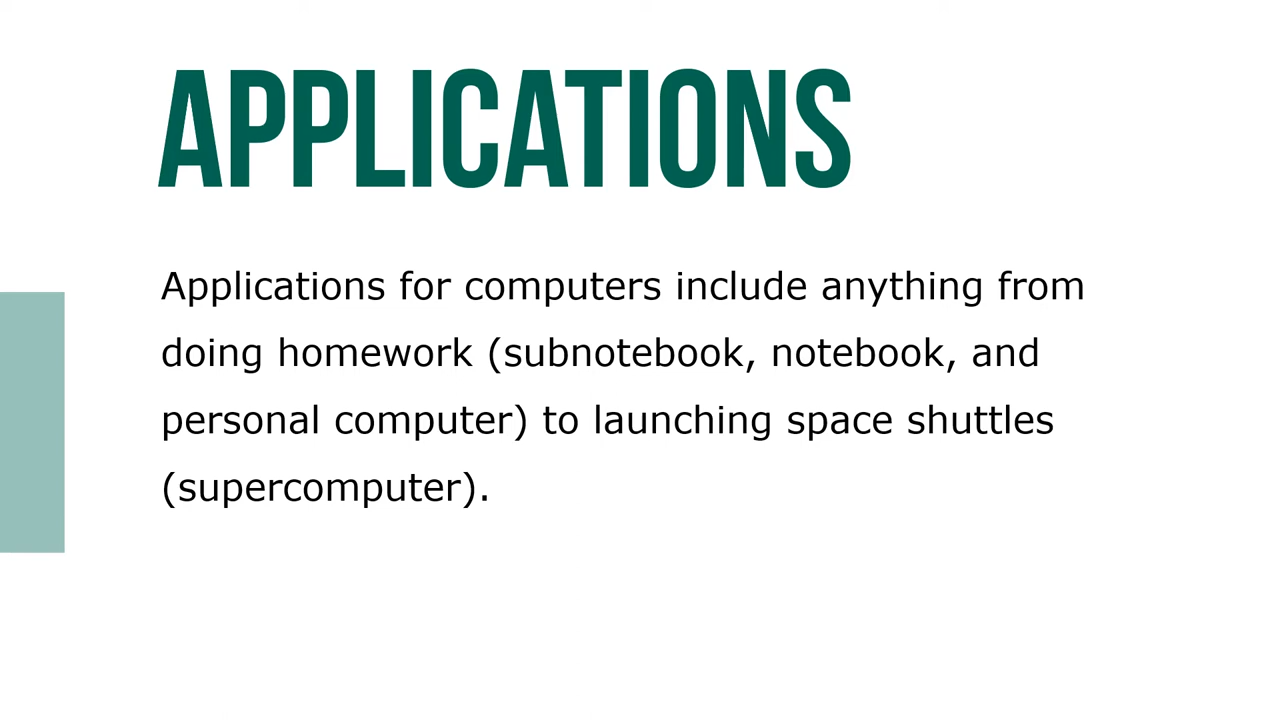 APPLICATIONS
Applications for computers include anything from
doing homework (subnotebook, notebook, and
personal computer) to launching space shuttles
(supercomputer).